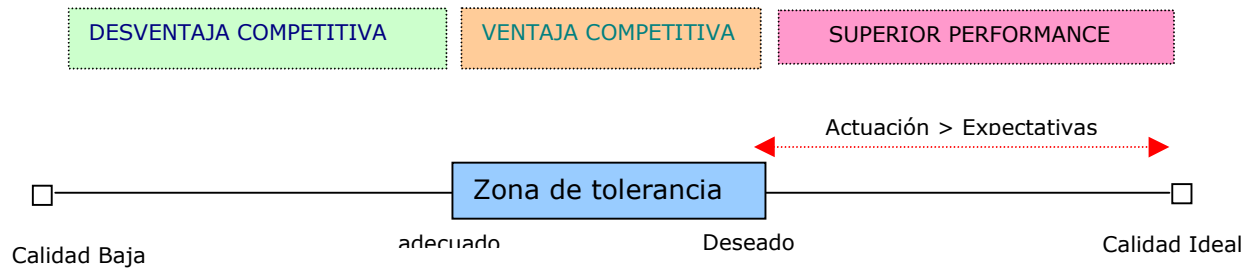 DESVENTAJA COMPETITIVA
VENTAJA COMPETITIVA
SUPERIOR PERFORMANCE
Actuación > Expectativas
Zona de tolerancia
Calidad Baja
adecuado
Deseado
Calidad Ideal